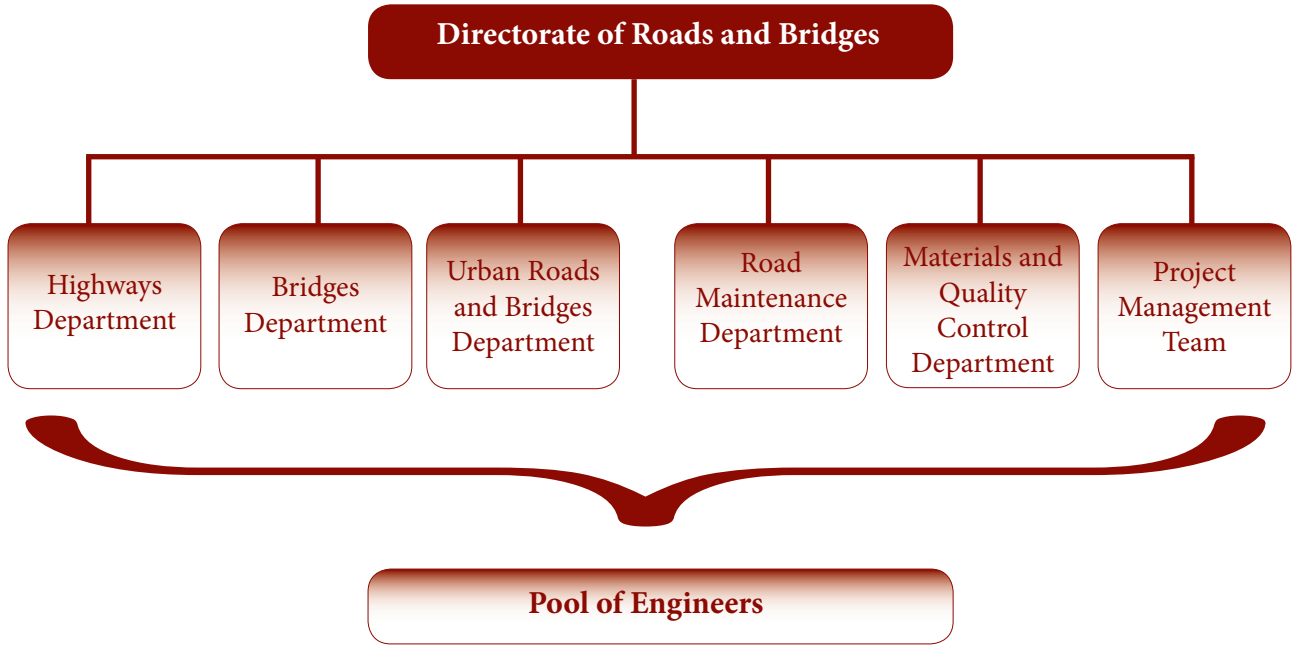 Directorate of Roads and Bridges
Highways
Department
Bridges
Department
Urban Roads
and Bridges
Department
Road
Maintenance
Department
Materials and
Quality
Control
Department
Project
Management
Team
Pool of Engineers